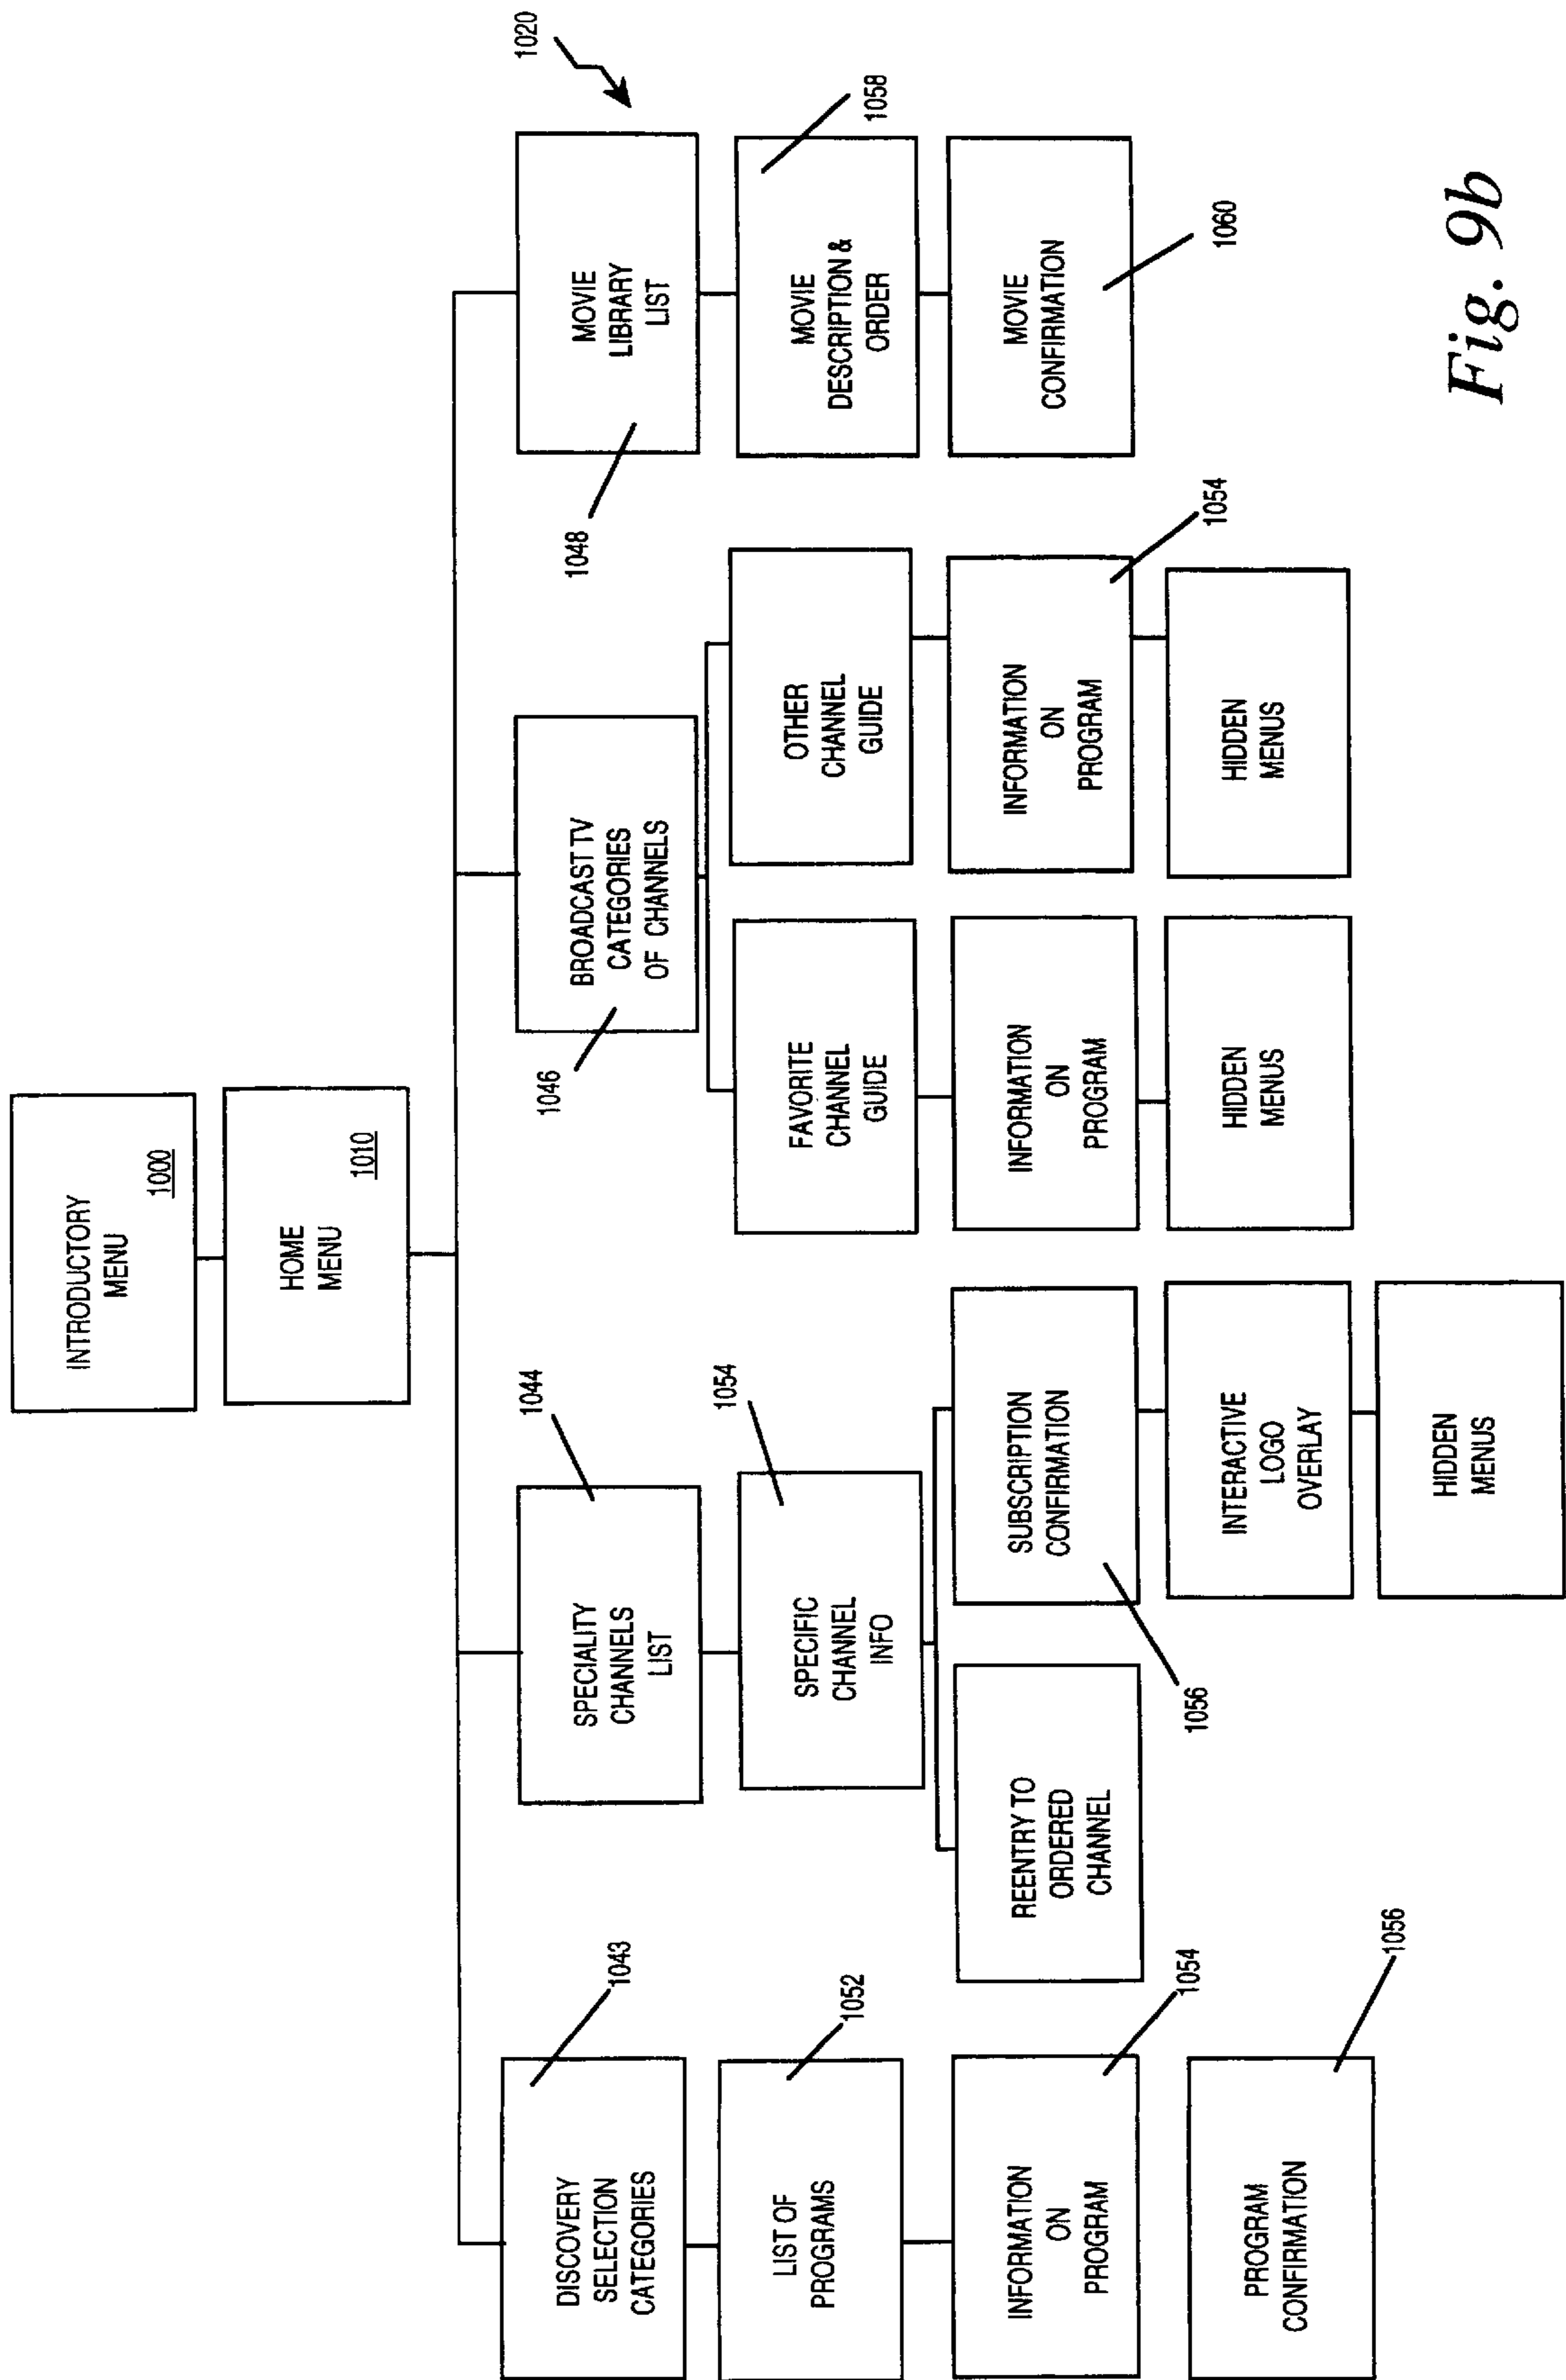 INTRODUCTORY
MENU
1000
HOME
MENU
1010
1020
DISCOVERY
SELECTION
CATEGORIES
1043
LIST OF
PROGRAMS
1052
INFORMATION
ON
PROGRAM
1054
PROGRAM
CONFIRMATION
1056
SPECIALITY
CHANNELS
LIST
1044
SPECIFIC
CHANNEL
INFO
1054
REENTRY TO
ORDERED
CHANNEL
SUBSCRIPTION
CONFIRMATION
1056
INTERACTIVE
LOGO
OVERLAY
HIDDEN
MENUS
BROADCAST TV
CATEGORIES
OF CHANNELS
1046
FAVORITE
CHANNEL
GUIDE
INFORMATION
ON
PROGRAM
HIDDEN
MENUS
OTHER
CHANNEL
GUIDE
INFORMATION
ON
PROGRAM
1054
HIDDEN
MENUS
MOVIE
LIBRARY
LIST
1048
MOVIE
DESCRIPTION &
ORDER
1058
MOVIE
CONFIRMATION
1060
Fig. 9b